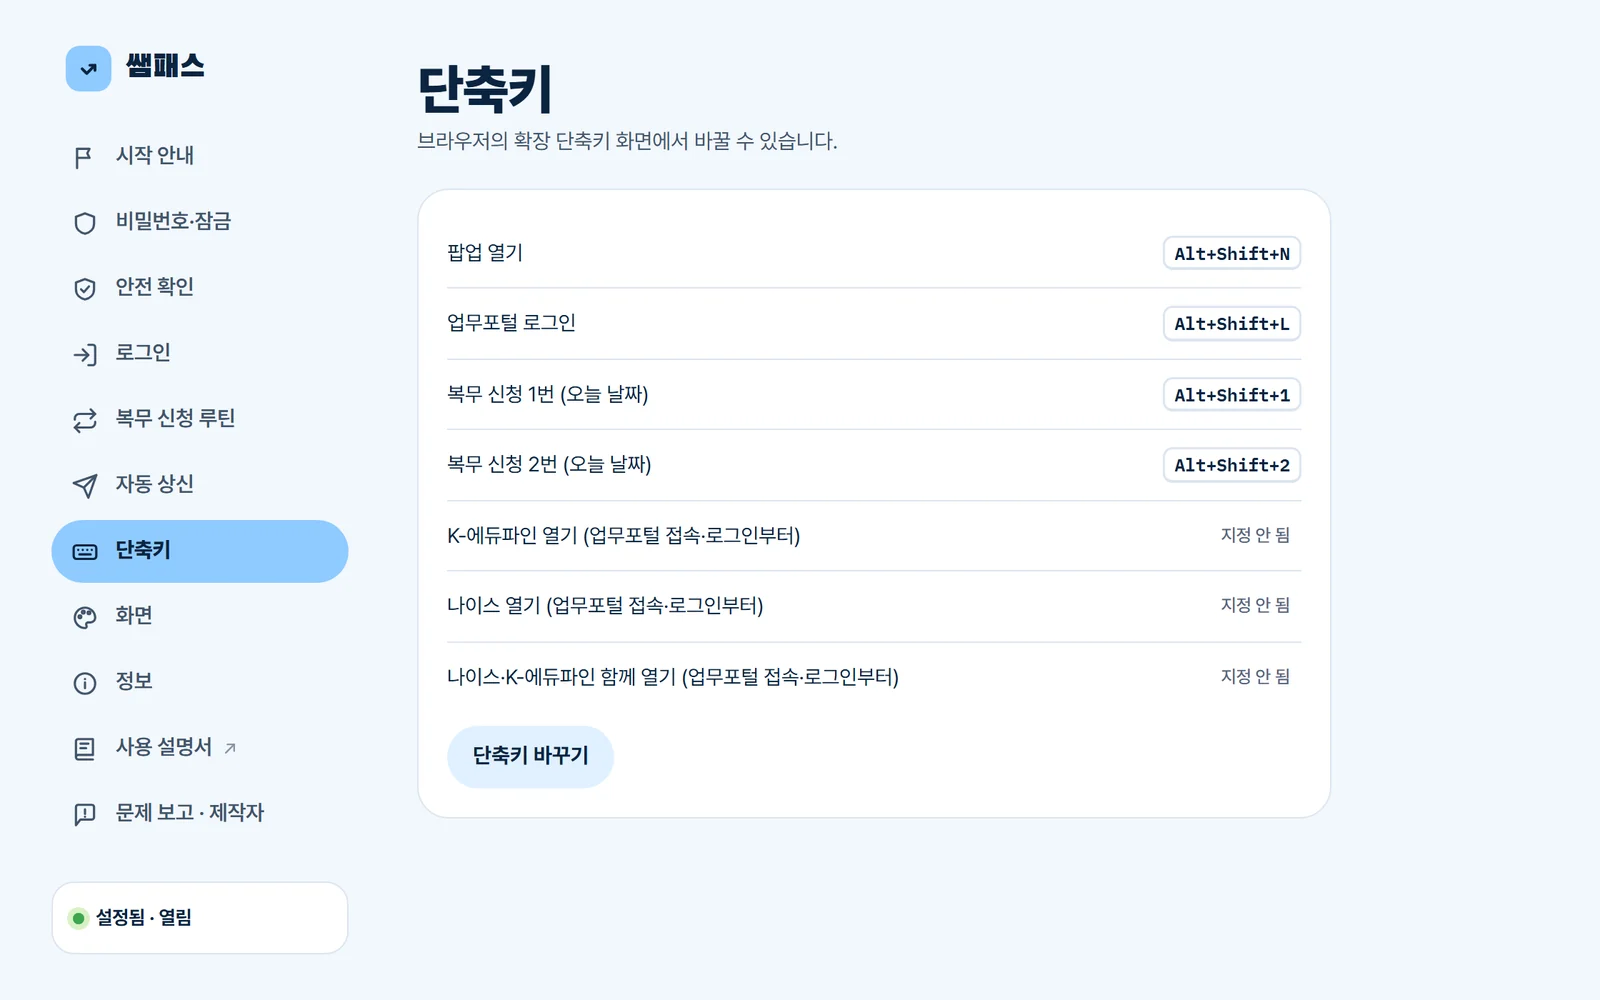 쌤패스
시작 안내
비밀번호·잠금
안전 확인
로그인
복무 신청 루틴
자동 상신
단축키
화면
정보
사용 설명서
문제 보고 · 제작자
설정됨 · 열림
단축키
브라우저의 확장 단축키 화면에서 바꿀 수 있습니다.
팝업 열기 Alt+Shift+N
업무포털 로그인 Alt+Shift+L
복무 신청 1번 (오늘 날짜) Alt+Shift+1
복무 신청 2번 (오늘 날짜) Alt+Shift+2
K-에듀파인 열기 (업무포털 접속·로그인부터) 지정 안 됨
나이스 열기 (업무포털 접속·로그인부터) 지정 안 됨
나이스·K-에듀파인 함께 열기 (업무포털 접속·로그인부터) 지정 안 됨
단축키 바꾸기